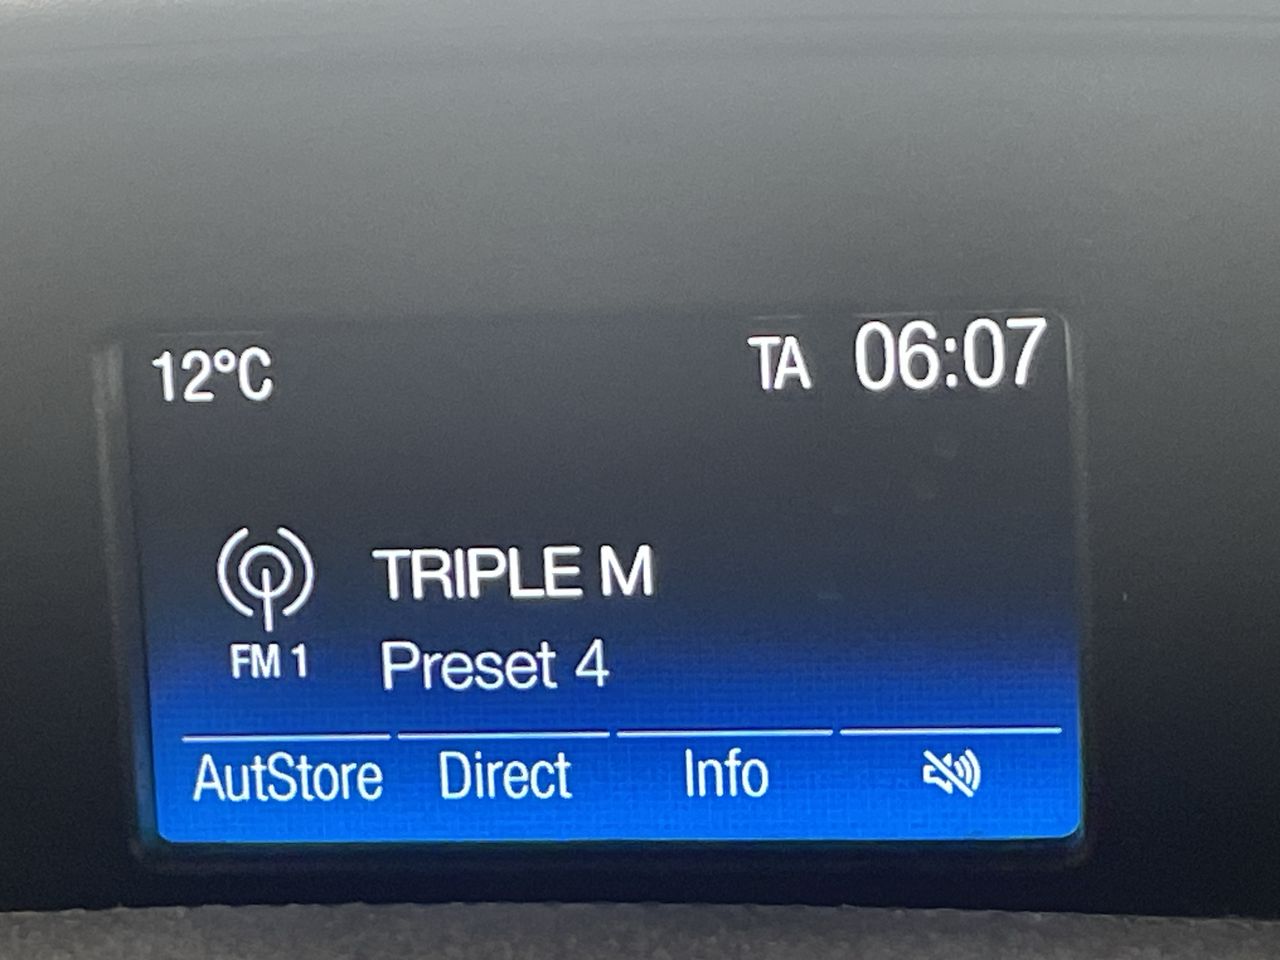 12°C TA 06:07
TRIPLE M
FM 1 Preset 4
AutStore Direct Info